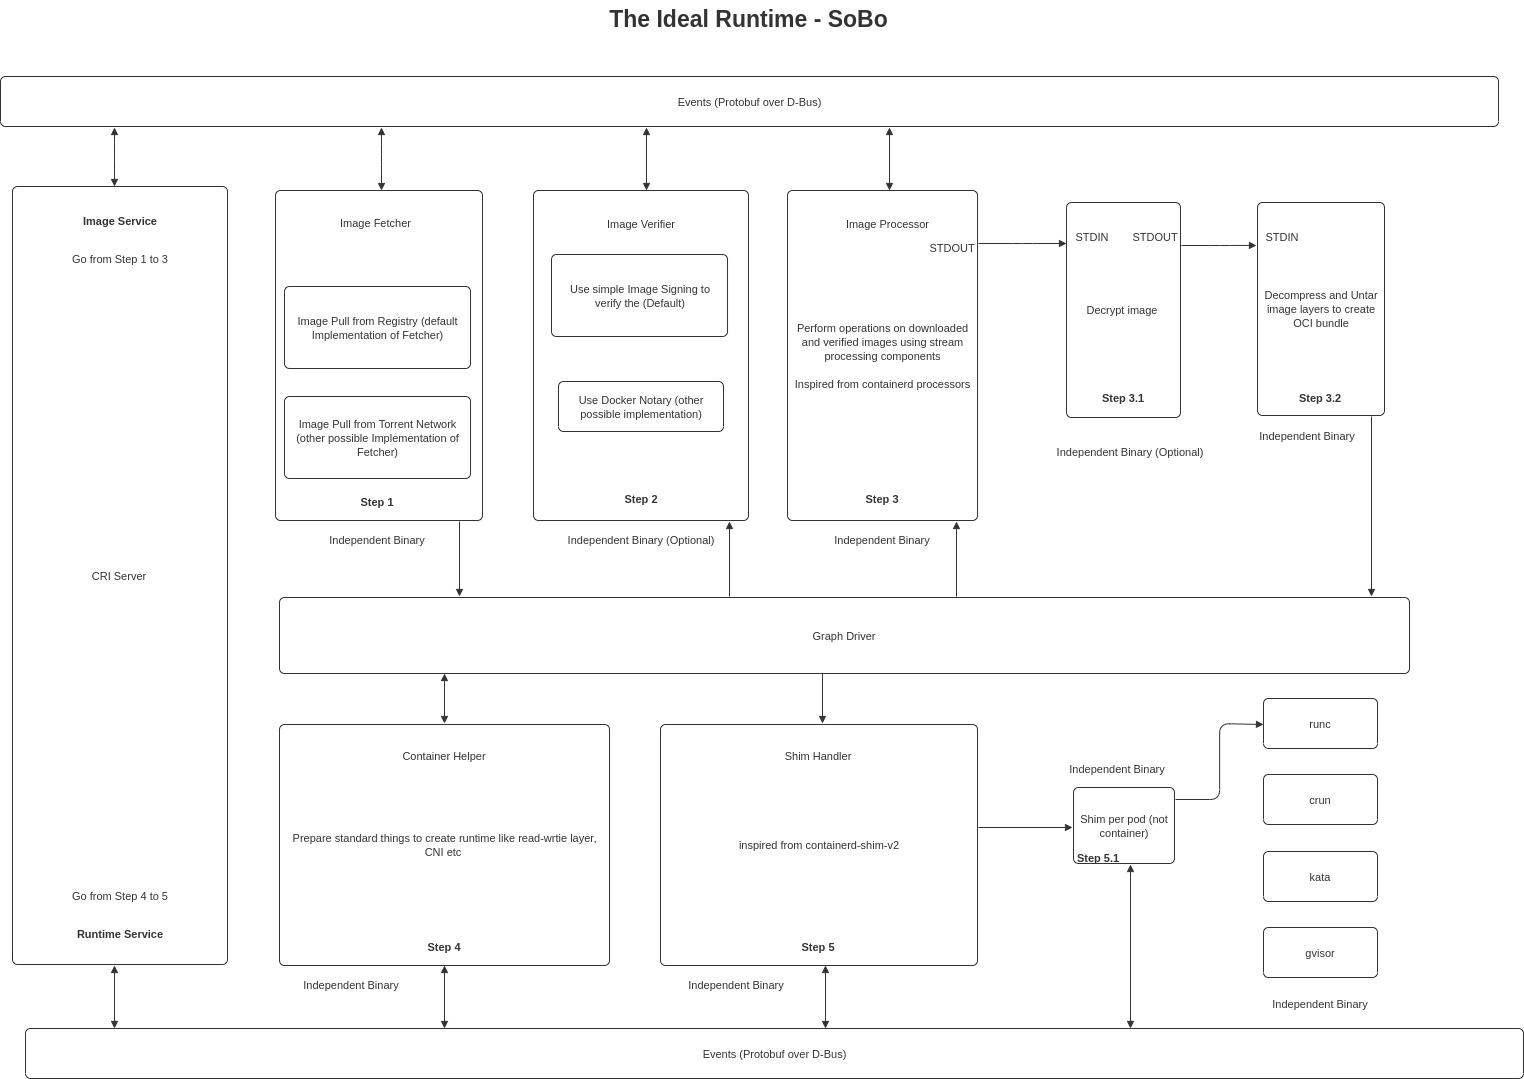 The Ideal Runtime - SoBo
Events (Protobuf over D-Bus)
Image Service
Go from Step 1 to 3
CRI Server
Go from Step 4 to 5
Runtime Service
Image Fetcher
Image Pull from Registry (default
Implementation of Fetcher)
Image Pull from Torrent Network
(other possible Implementation of
Fetcher)
Step 1
Independent Binary
Image Verifier
Use simple Image Signing to
verify the (Default)
Use Docker Notary (other
possible implementation)
Step 2
Independent Binary (Optional)
Image Processor
STDOUT
Perform operations on downloaded
and verified images using stream
processing components
Inspired from containerd processors
Step 3
Independent Binary
STDIN
STDOUT
Decrypt image
Step 3.1
Independent Binary (Optional)
STDIN
Decompress and Untar
image layers to create
OCI bundle
Step 3.2
Independent Binary
Graph Driver
Container Helper
Prepare standard things to create runtime like read-wrtie layer,
CNI etc
Step 4
Independent Binary
Shim Handler
inspired from containerd-shim-v2
Step 5
Independent Binary
Independent Binary
Shim per pod (not
container)
Step 5.1
runc
crun
kata
gvisor
Independent Binary
Events (Protobuf over D-Bus)